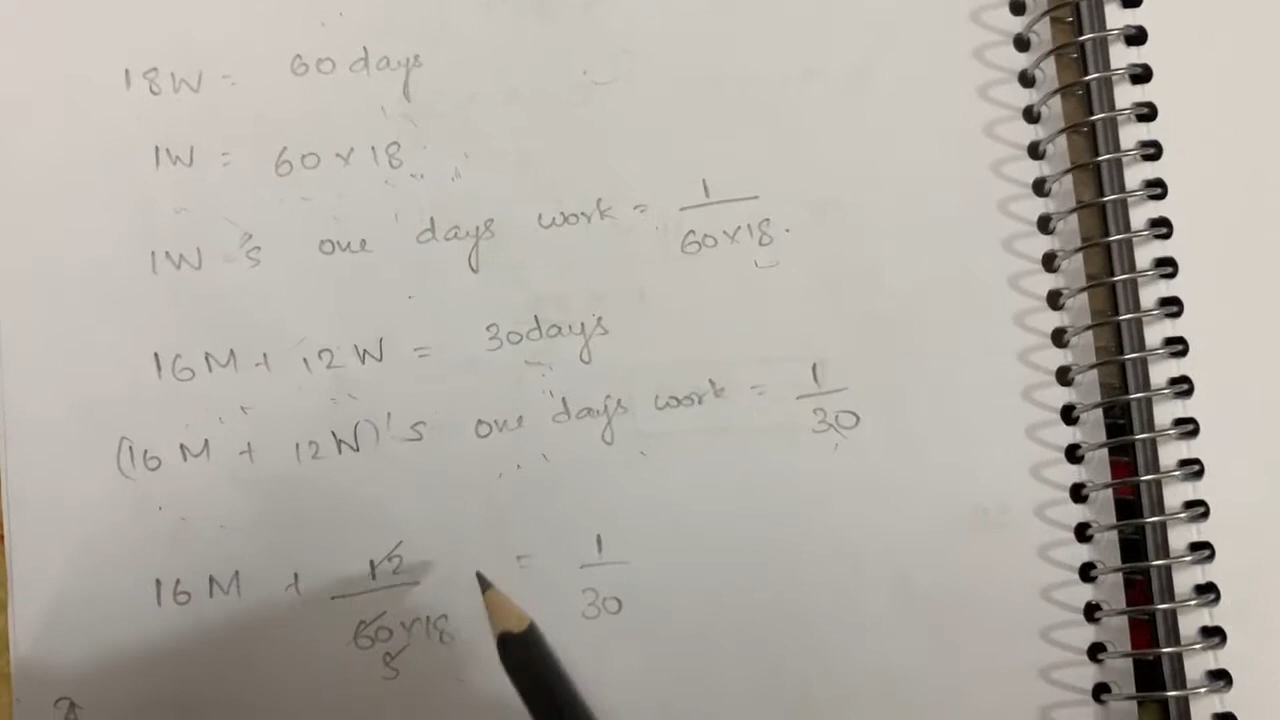 18W = 60 days
1W = 60 x 18
1W's one days work = 1/60x18.
16M + 12W = 30days
(16M + 12W)'s one days work = 1/30
16M + 12/60x18 = 1/30
5